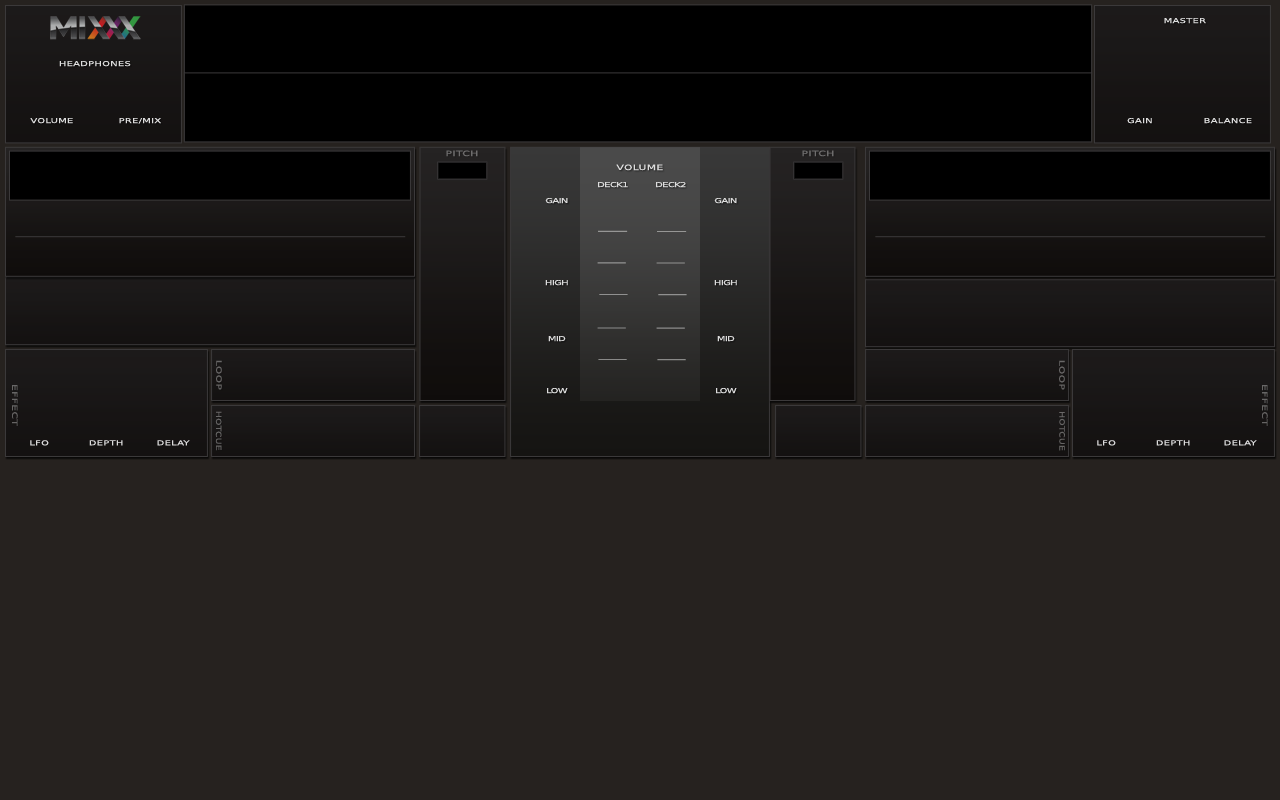 MIXXX
HEADPHONES
VOLUME PRE/MIX
MASTER
GAIN BALANCE
PITCH
VOLUME
DECK1 DECK2
GAIN GAIN
HIGH HIGH
MID MID
LOW LOW
PITCH
EFFECT
LFO DEPTH DELAY
LOOP
HOTCUE
LOOP
HOTCUE
EFFECT
LFO DEPTH DELAY